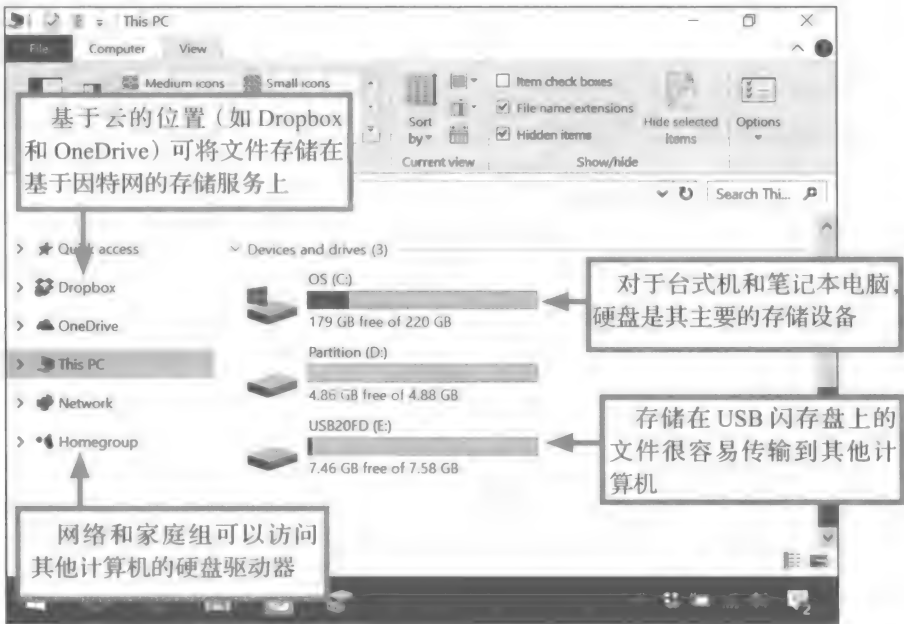 This PC
File Computer View
Medium icons Small icons
Item check boxes
File name extensions
Hidden items
Sort by
Hide selected items
Options
Current view
Show/hide
基于云的位置（如 Dropbox
和 OneDrive）可将文件存储在
基于因特网的存储服务上
Search Thi...
Quick access
Dropbox
OneDrive
This PC
Network
Homegroup
Devices and drives (3)
OS (C:)
179 GB free of 220 GB
Partition (D:)
4.86 GB free of 4.88 GB
USB20FD (E:)
7.46 GB free of 7.58 GB
对于台式机和笔记本电脑，
硬盘是其主要的存储设备
存储在 USB 闪存盘上的
文件很容易传输到其他计
算机
网络和家庭组可以访问
其他计算机的硬盘驱动器
2